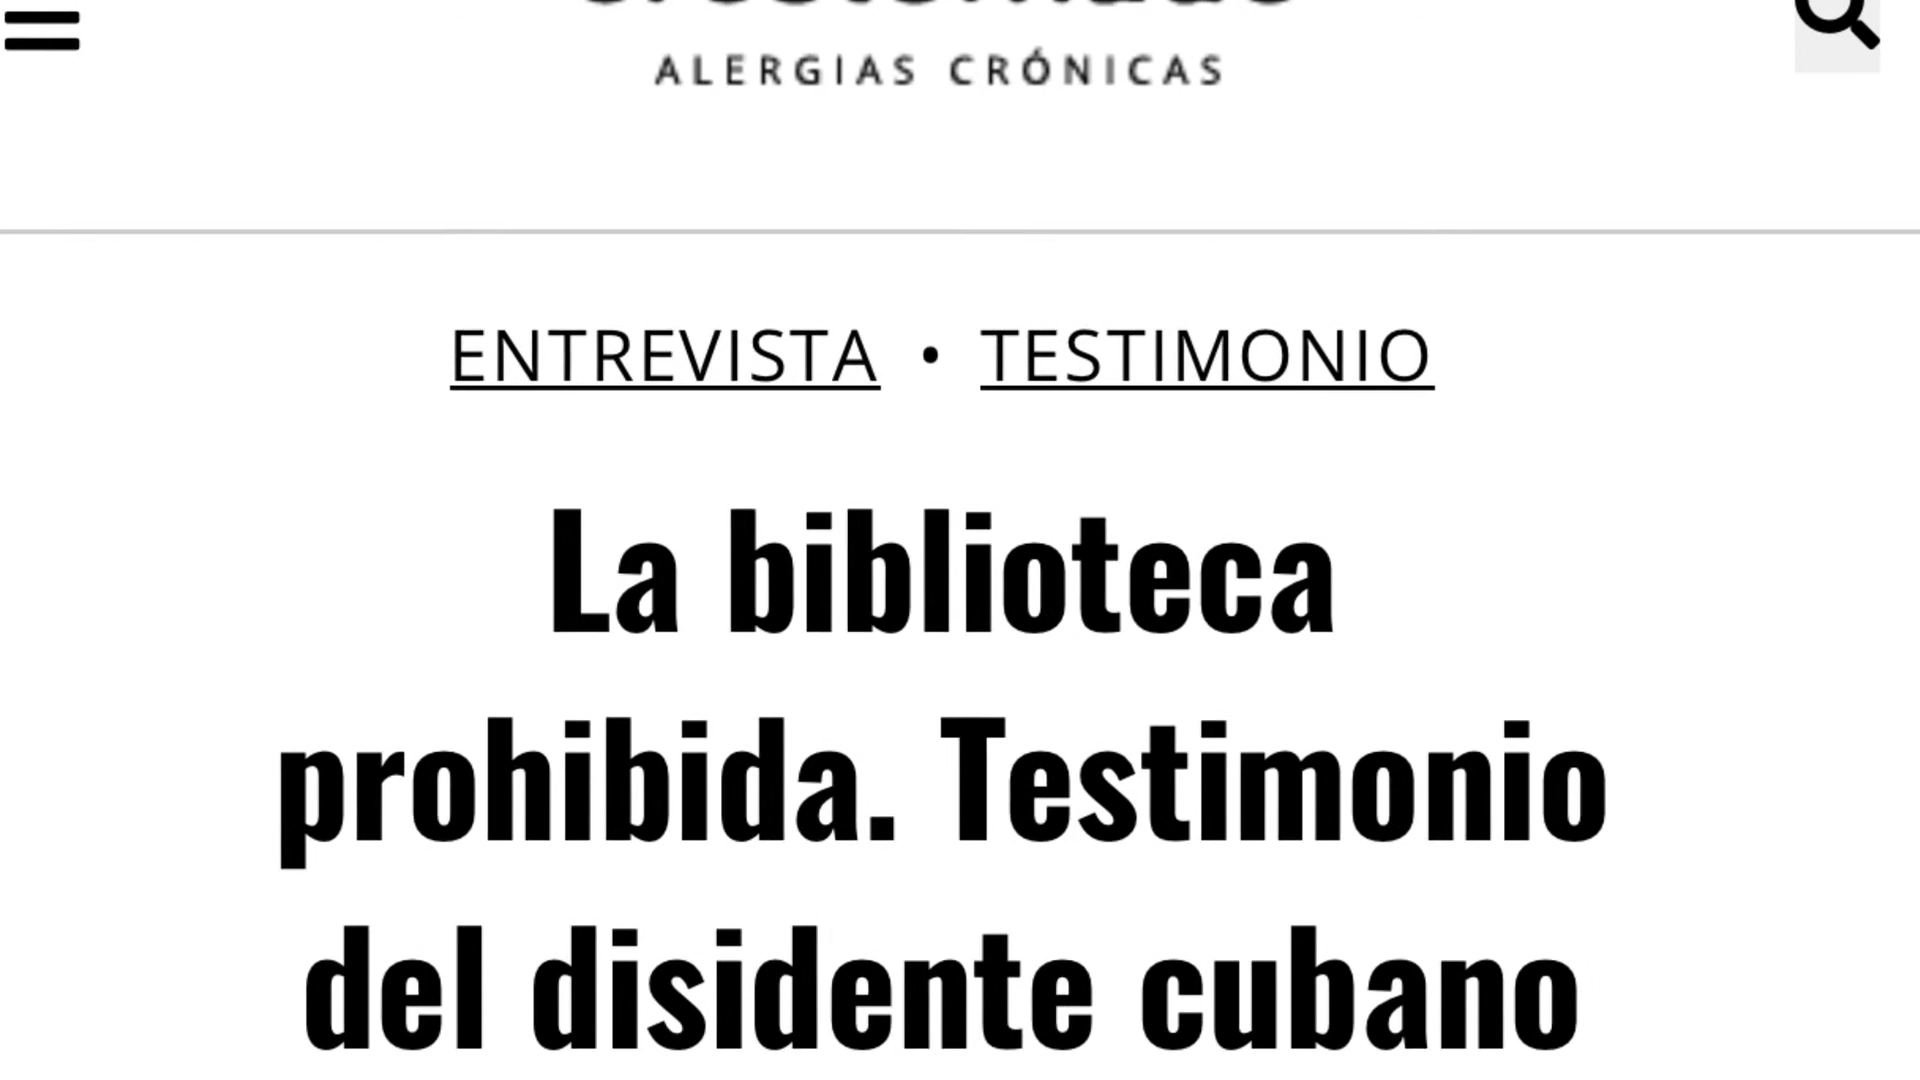 ALERGIAS CRÓNICAS
ENTREVISTA • TESTIMONIO
La biblioteca
prohibida. Testimonio
del disidente cubano